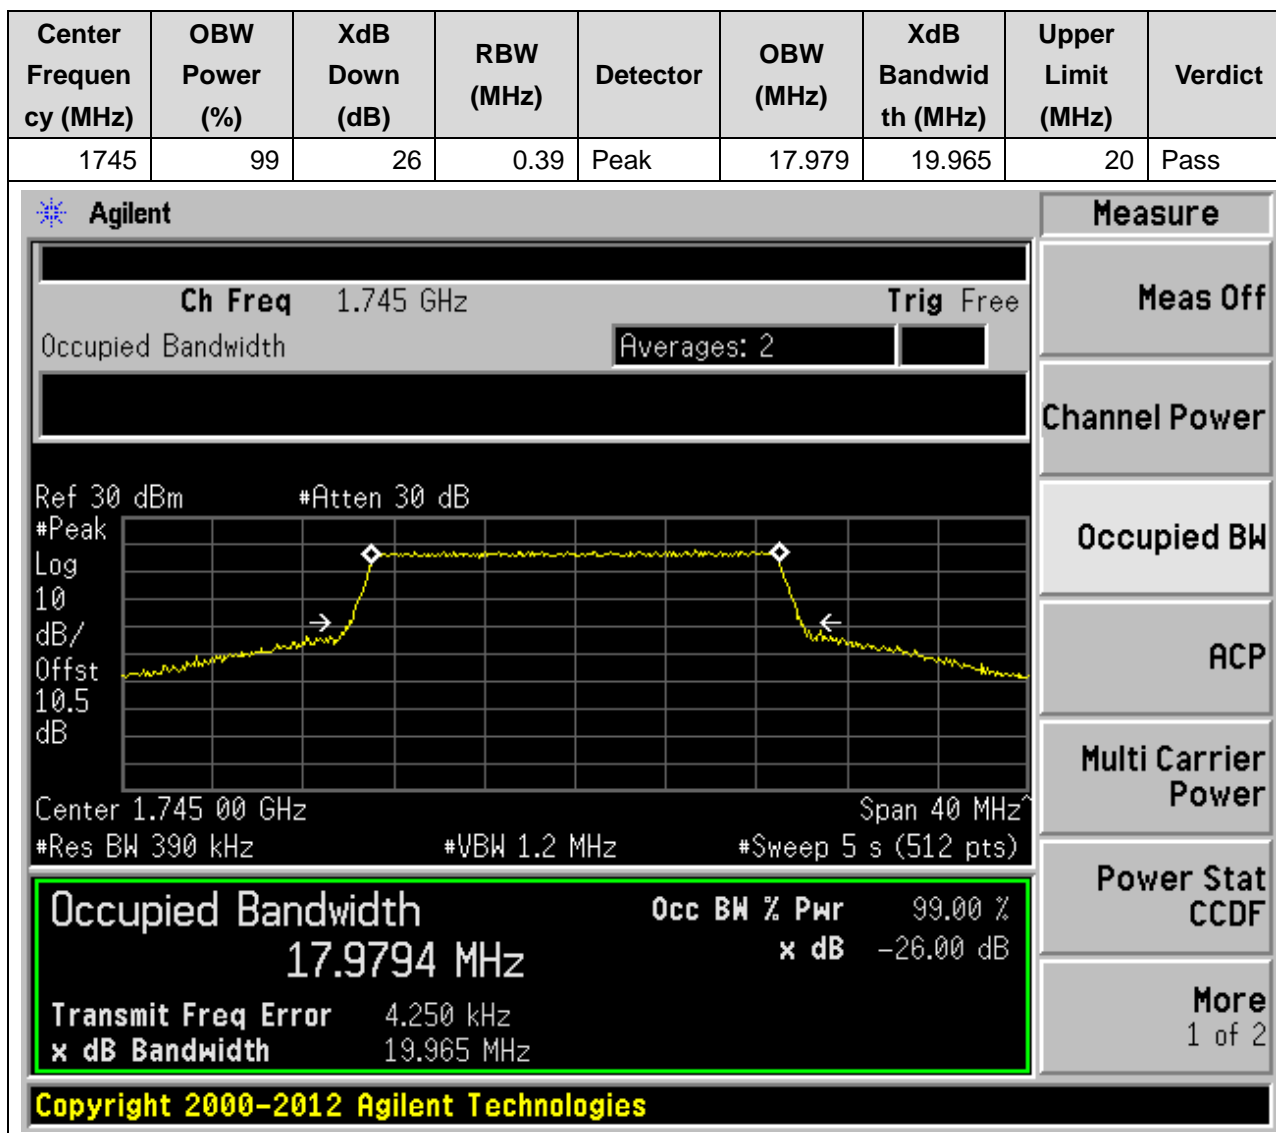 Center Frequen cy (MHz) OBW Power (%) XdB Down (dB) RBW (MHz) Detector OBW (MHz) XdB Bandwid th (MHz) Upper Limit (MHz) Verdict
1745 99 26 0.39 Peak 17.979 19.965 20 Pass
Agilent
Measure
Ch Freq 1.745 GHz Trig Free
Meas Off
Occupied Bandwidth Averages: 2
Channel Power
Ref 30 dBm #Atten 30 dB
#Peak
Log
10
dB/
Offst
10.5
dB
Occupied BW
ACP
Center 1.745 00 GHz Span 40 MHz^
#Res BW 390 kHz #VBW 1.2 MHz #Sweep 5 s (512 pts)
Multi Carrier
Power
Occupied Bandwidth Occ BW % Pwr 99.00 %
17.9794 MHz x dB -26.00 dB
Power Stat
CCDF
Transmit Freq Error 4.250 kHz
x dB Bandwidth 19.965 MHz
More
1 of 2
Copyright 2000-2012 Agilent Technologies